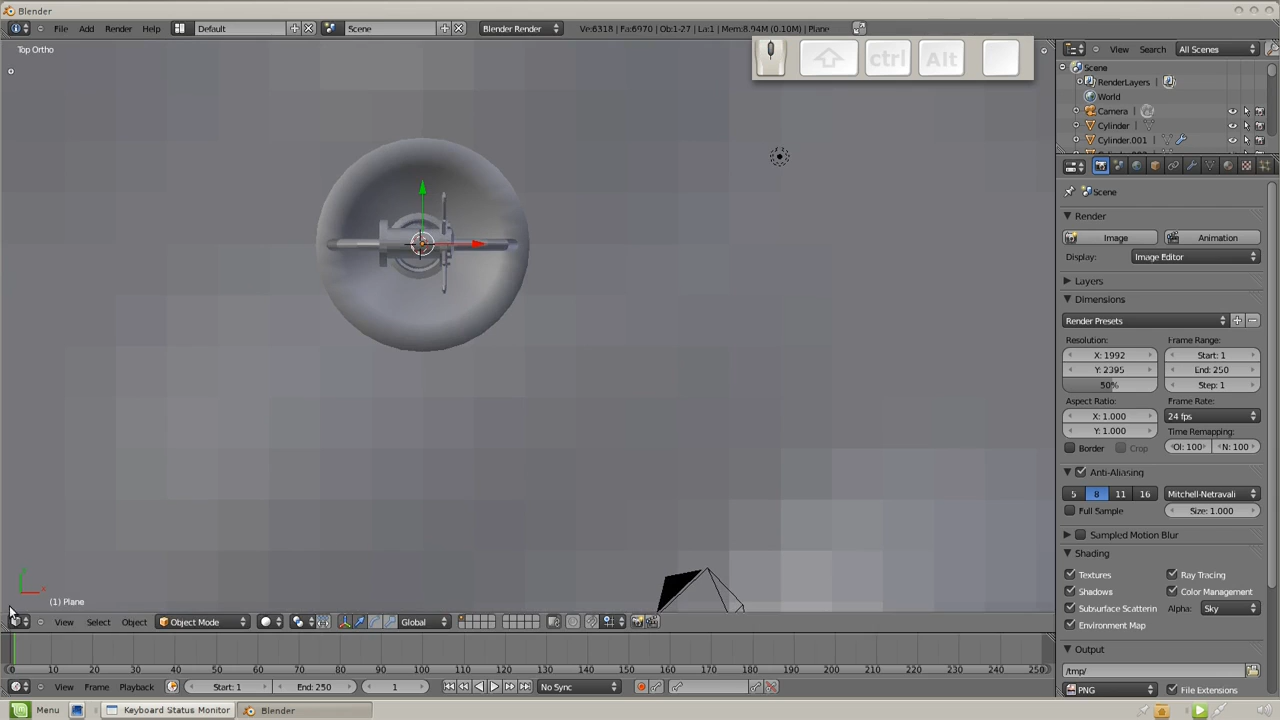 Blender
File Add Render Help Default Scene Blender Render Ve:6318 | Fa:6970 | Ob:1-27 | La:1 | Mem:8.94M (0.10M) | Plane
Top Ortho
ctrl Alt
View Search All Scenes
Scene
RenderLayers
World
Camera
Cylinder
Cylinder.001
Scene
Render
Image Animation
Display: Image Editor
Layers
Dimensions
Render Presets
Resolution: Frame Range:
X: 1992 Start: 1
Y: 2395 End: 250
50% Step: 1
Aspect Ratio: Frame Rate:
X: 1.000 24 fps
Y: 1.000 Time Remapping:
Border Crop Ol: 100 N: 100
Anti-Aliasing
5 8 11 16 Mitchell-Netravali
Full Sample Size: 1.000
Sampled Motion Blur
Shading
Textures Ray Tracing
Shadows Color Management
Subsurface Scatterin Alpha: Sky
Environment Map
Output
/tmp/
PNG File Extensions
(1) Plane
View Select Object Object Mode Global
0 10 20 30 40 50 60 70 80 90 100 110 120 130 140 150 160 170 180 190 200 210 220 230 240 250
View Frame Playback Start: 1 End: 250 1 No Sync
Menu Keyboard Status Monitor Blender